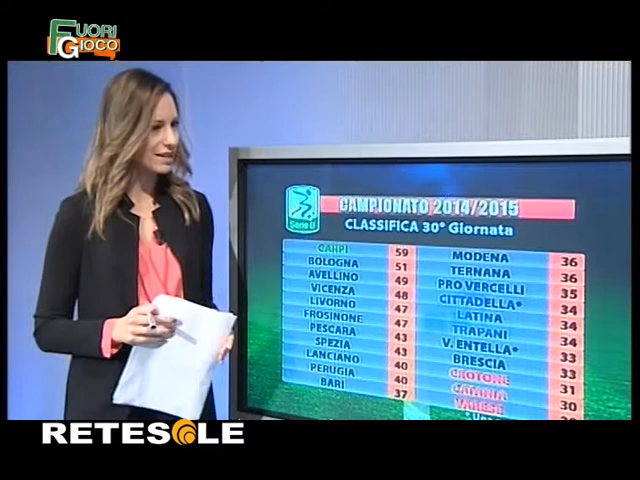 FUORI
GIOCO
Serie B
CAMPIONATO 2014/2015
CLASSIFICA 30° Giornata
CARPI 59
BOLOGNA 51
AVELLINO 49
VICENZA 48
LIVORNO 47
FROSINONE 47
PESCARA 43
SPEZIA 43
LANCIANO 40
PERUGIA 40
BARI 37
MODENA 36
TERNANA 36
PRO VERCELLI 35
CITTADELLA* 34
LATINA 34
TRAPANI 34
V. ENTELLA* 33
BRESCIA 33
CROTONE 31
CATANIA 30
VARESE
RETESOLE